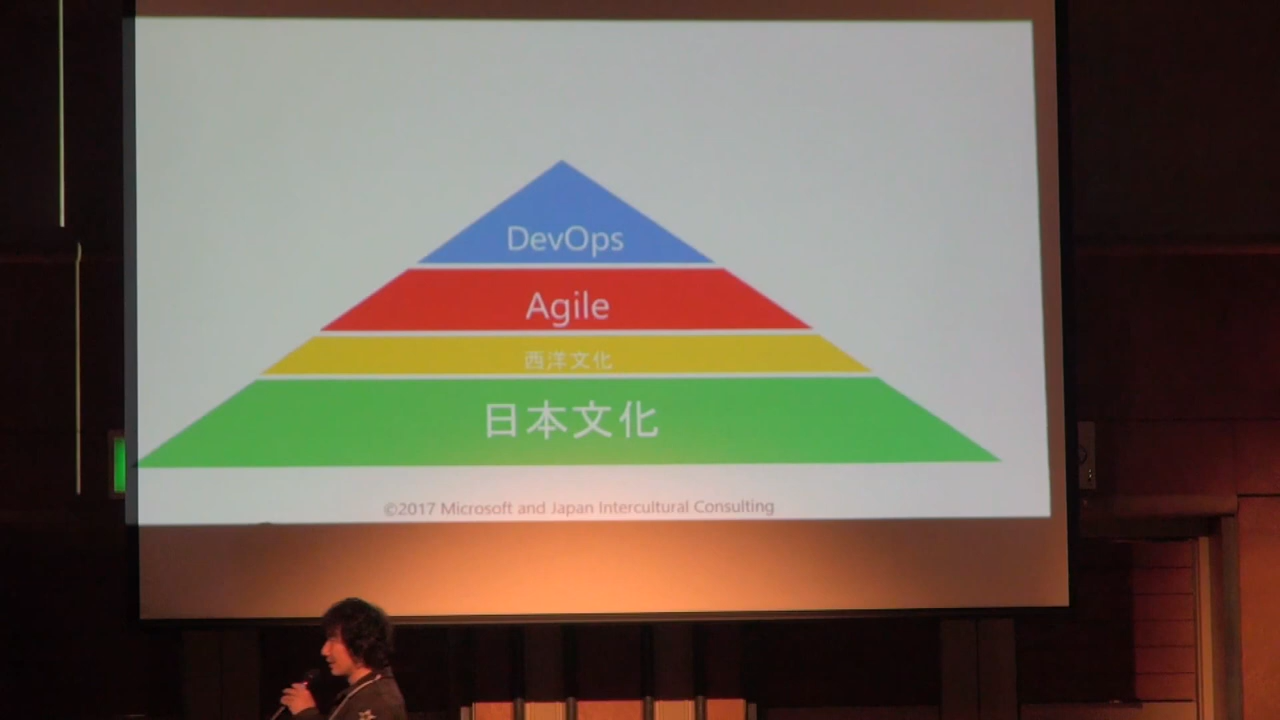 DevOps
Agile
西洋文化
日本文化
©2017 Microsoft and Japan Intercultural Consulting